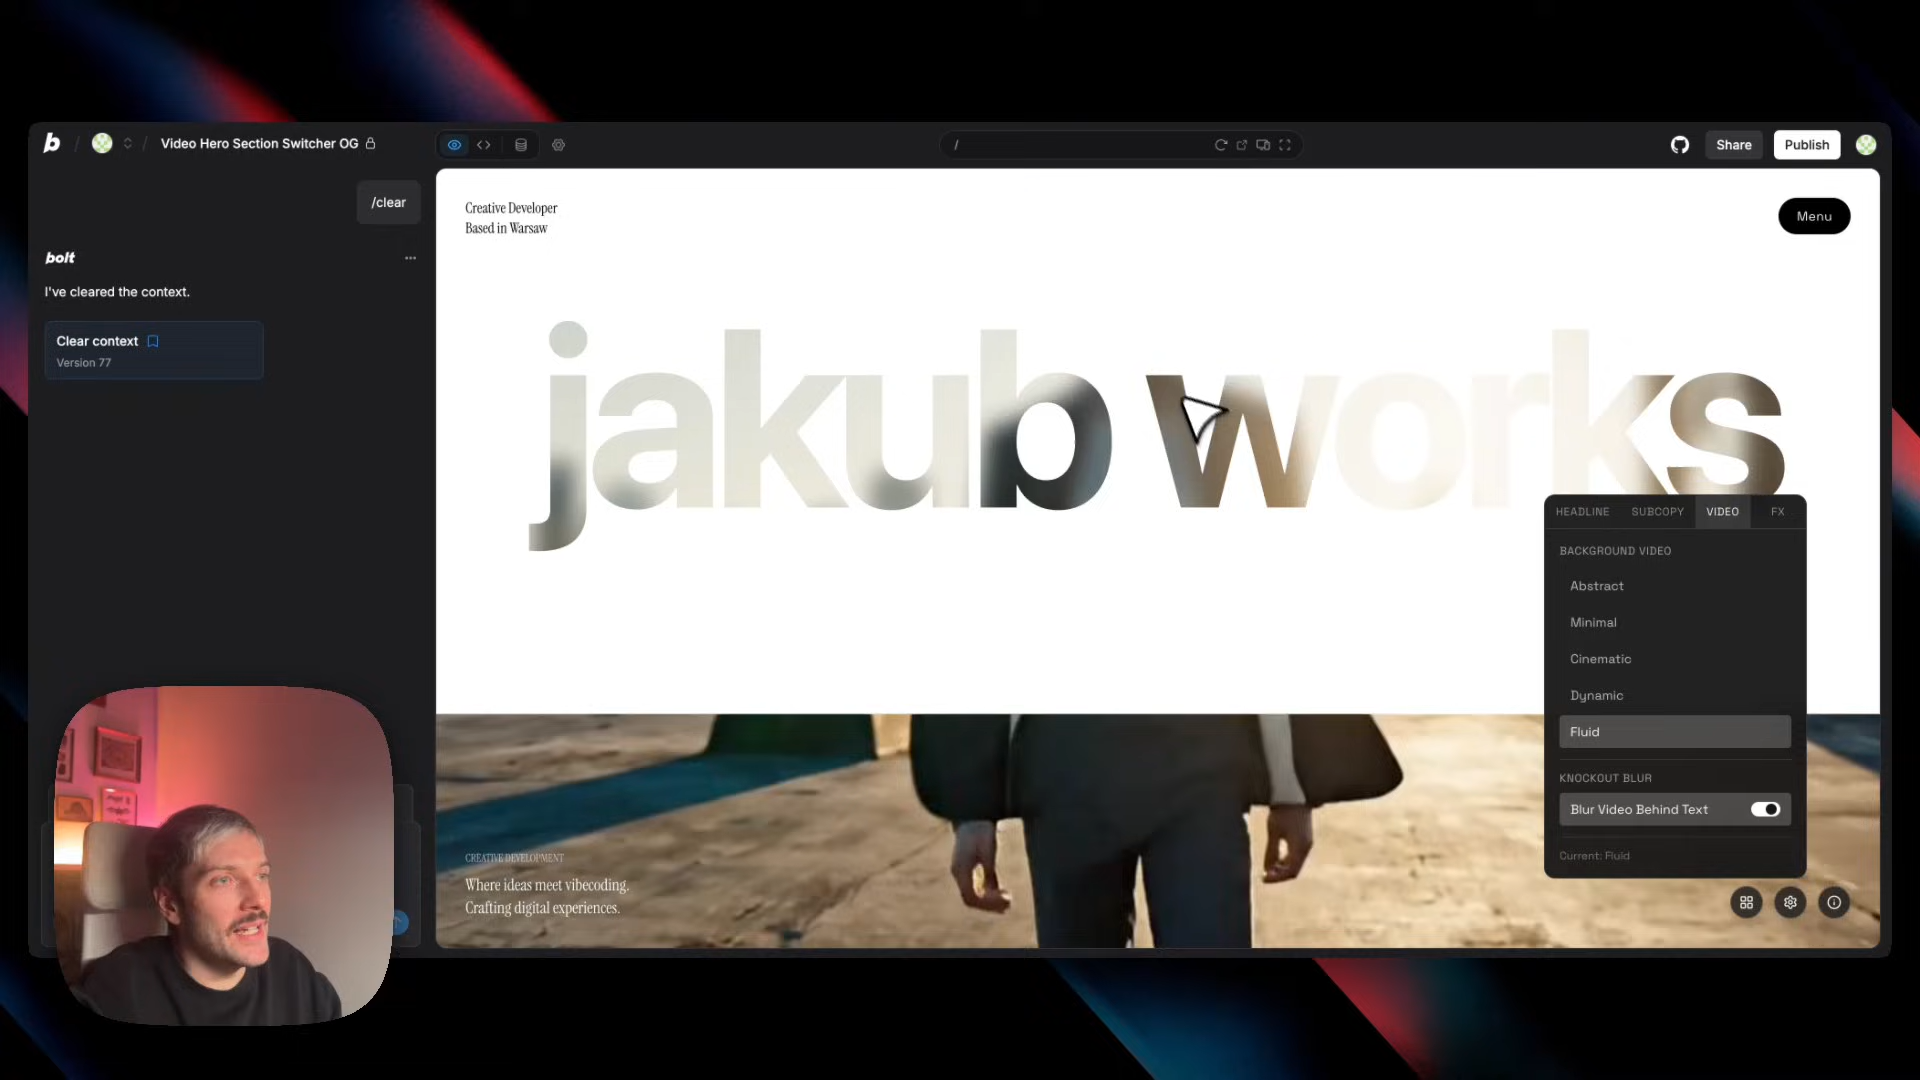 b / / Video Hero Section Switcher OG
/
Share
Publish
/clear
bolt
I've cleared the context.
Clear context
Version 77
Creative Developer
Based in Warsaw
Menu
jakub works
HEADLINE SUBCOPY VIDEO FX
BACKGROUND VIDEO
Abstract
Minimal
Cinematic
Dynamic
Fluid
KNOCKOUT BLUR
Blur Video Behind Text
Current: Fluid
CREATIVE DEVELOPMENT
Where ideas meet vibecoding.
Crafting digital experiences.